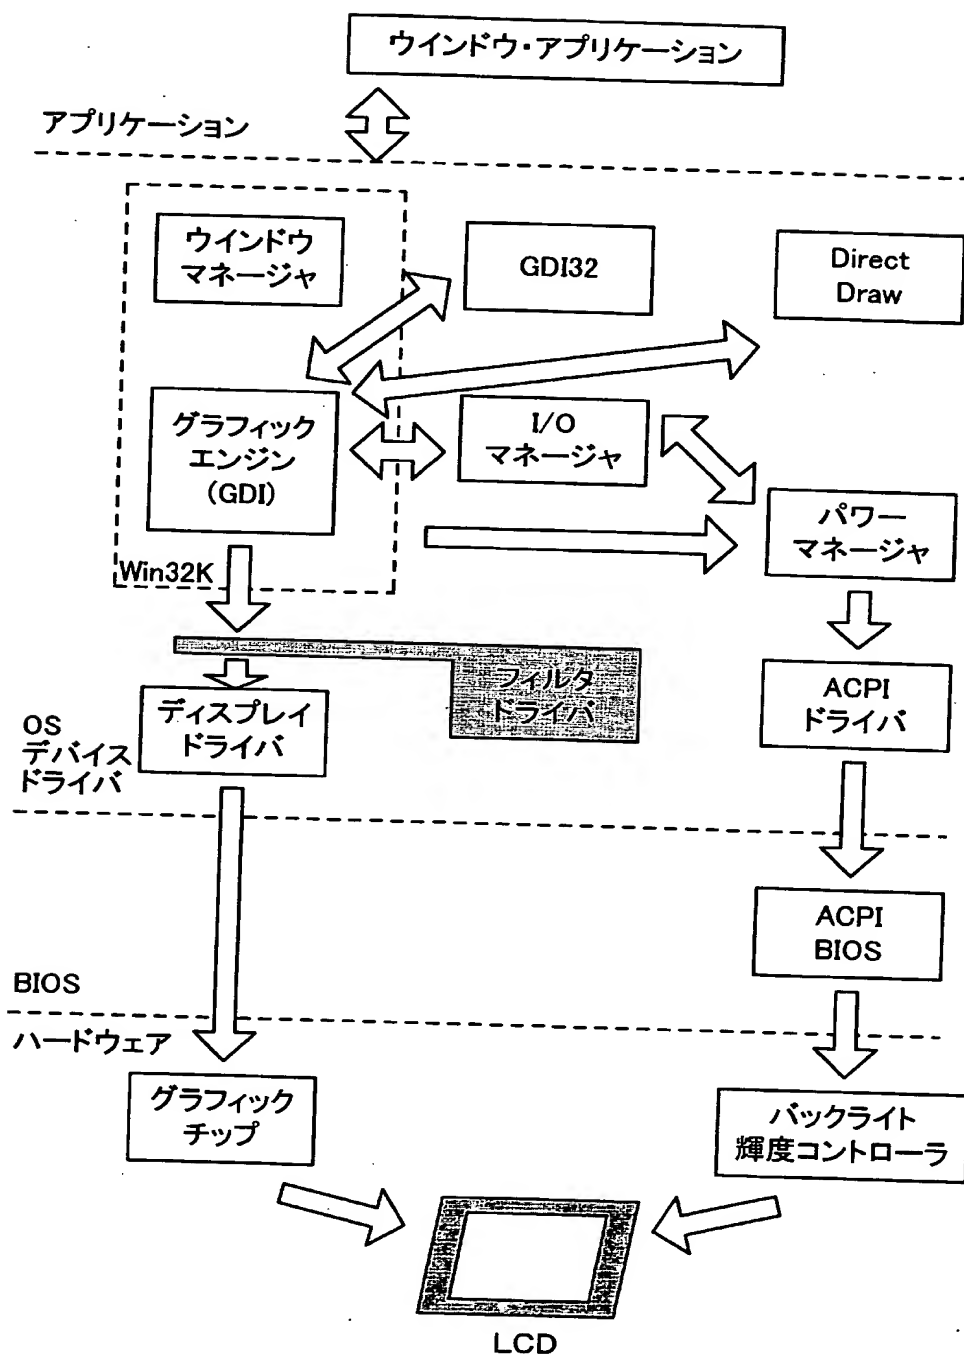 ウインドウ・アプリケーション
アプリケーション
ウインドウ
マネージャ
GDI32
Direct
Draw
グラフィック
エンジン
(GDI)
I/O
マネージャ
パワー
マネージャ
Win32K
フィルタ
ドライバ
ディスプレイ
ドライバ
ACPI
ドライバ
OS
デバイス
ドライバ
ACPI
BIOS
BIOS
ハードウェア
グラフィック
チップ
バックライト
輝度コントローラ
LCD